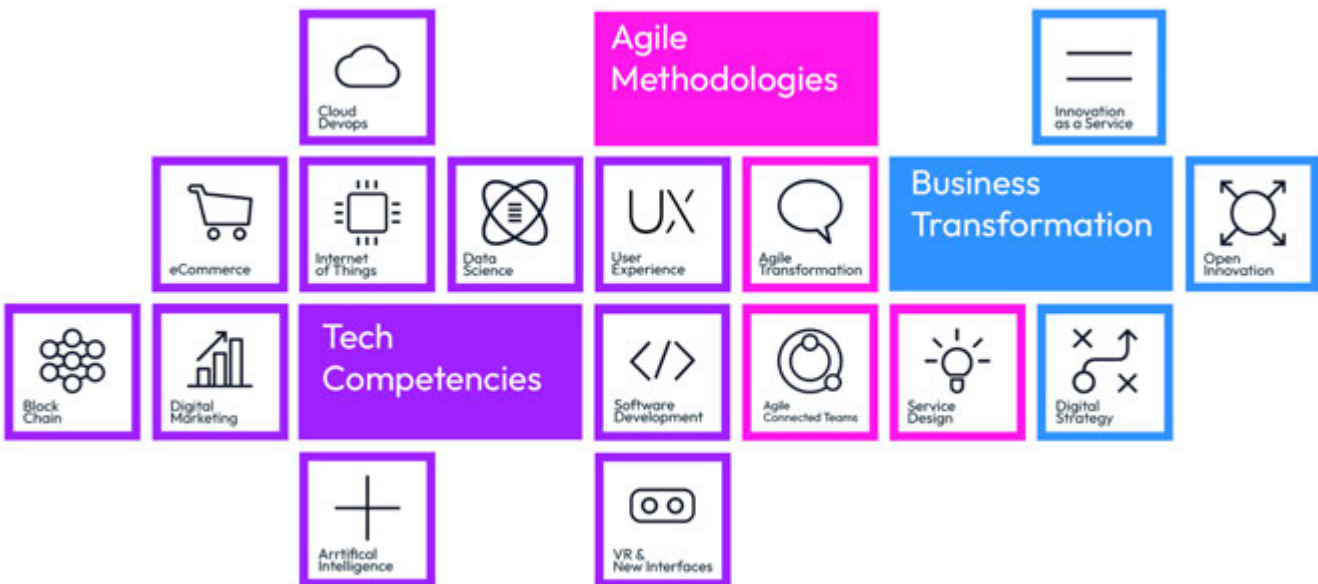 Cloud
Devops
Agile
Methodologies
Innovation
as a Service
eCommerce
Internet
of Things
Data
Science
UX
User
Experience
Agile
Transformation
Business
Transformation
Open
Innovation
Block
Chain
Digital
Marketing
Tech
Competencies
</>
Software
Development
Agile
Connected Teams
Service
Design
Digital
Strategy
Arrtifical
Intelligence
VR &
New Interfaces